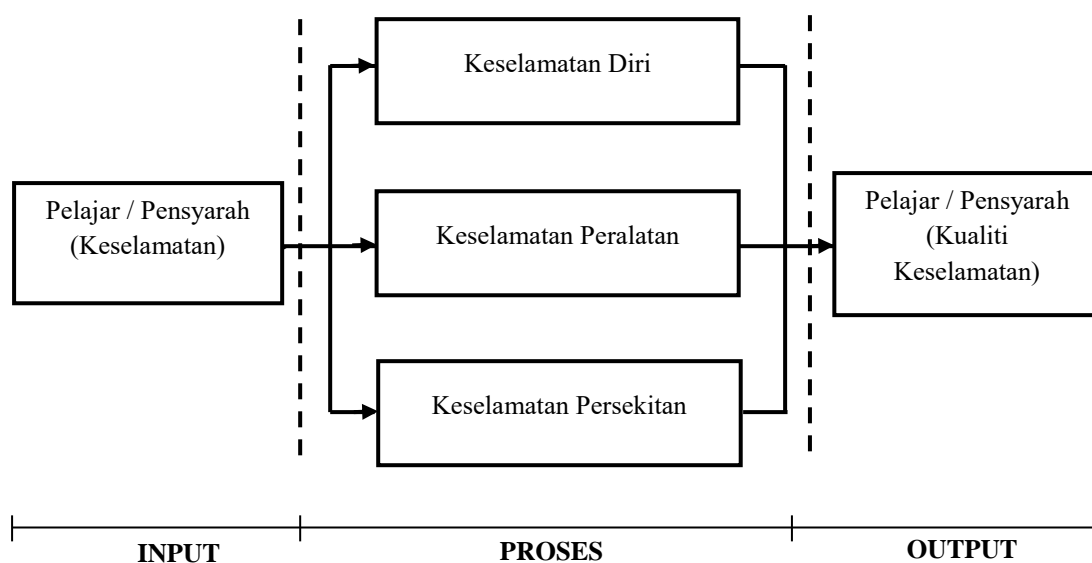 Keselamatan Diri
Pelajar / Pensyarah
(Keselamatan)
Keselamatan Peralatan
Pelajar / Pensyarah
(Kualiti
Keselamatan)
Keselamatan Persekitan
INPUT
PROSES
OUTPUT